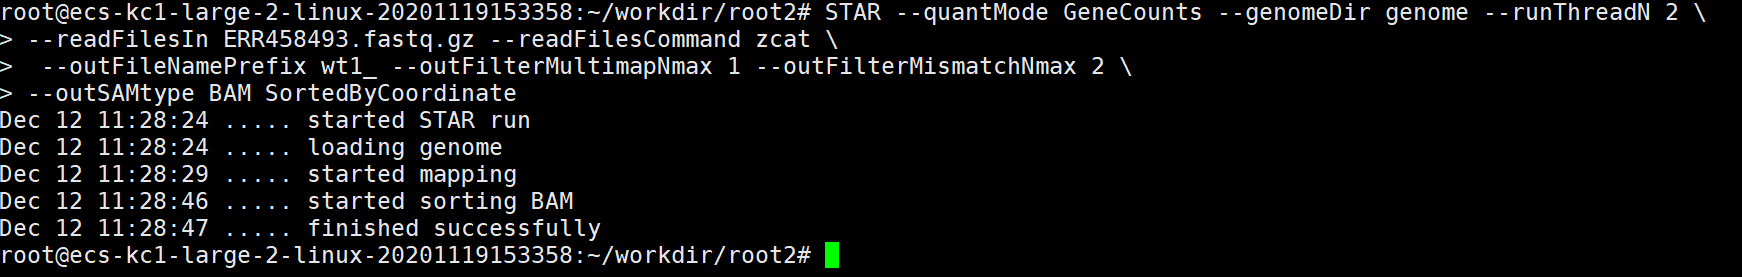 root@ecs-kc1-large-2-linux-20201119153358:~/workdir/root2# STAR --quantMode GeneCounts --genomeDir genome --runThreadN 2 \
> --readFilesIn ERR458493.fastq.gz --readFilesCommand zcat \
>  --outFileNamePrefix wt1_ --outFilterMultimapNmax 1 --outFilterMismatchNmax 2 \
> --outSAMtype BAM SortedByCoordinate
Dec 12 11:28:24 ..... started STAR run
Dec 12 11:28:24 ..... loading genome
Dec 12 11:28:29 ..... started mapping
Dec 12 11:28:46 ..... started sorting BAM
Dec 12 11:28:47 ..... finished successfully
root@ecs-kc1-large-2-linux-20201119153358:~/workdir/root2#